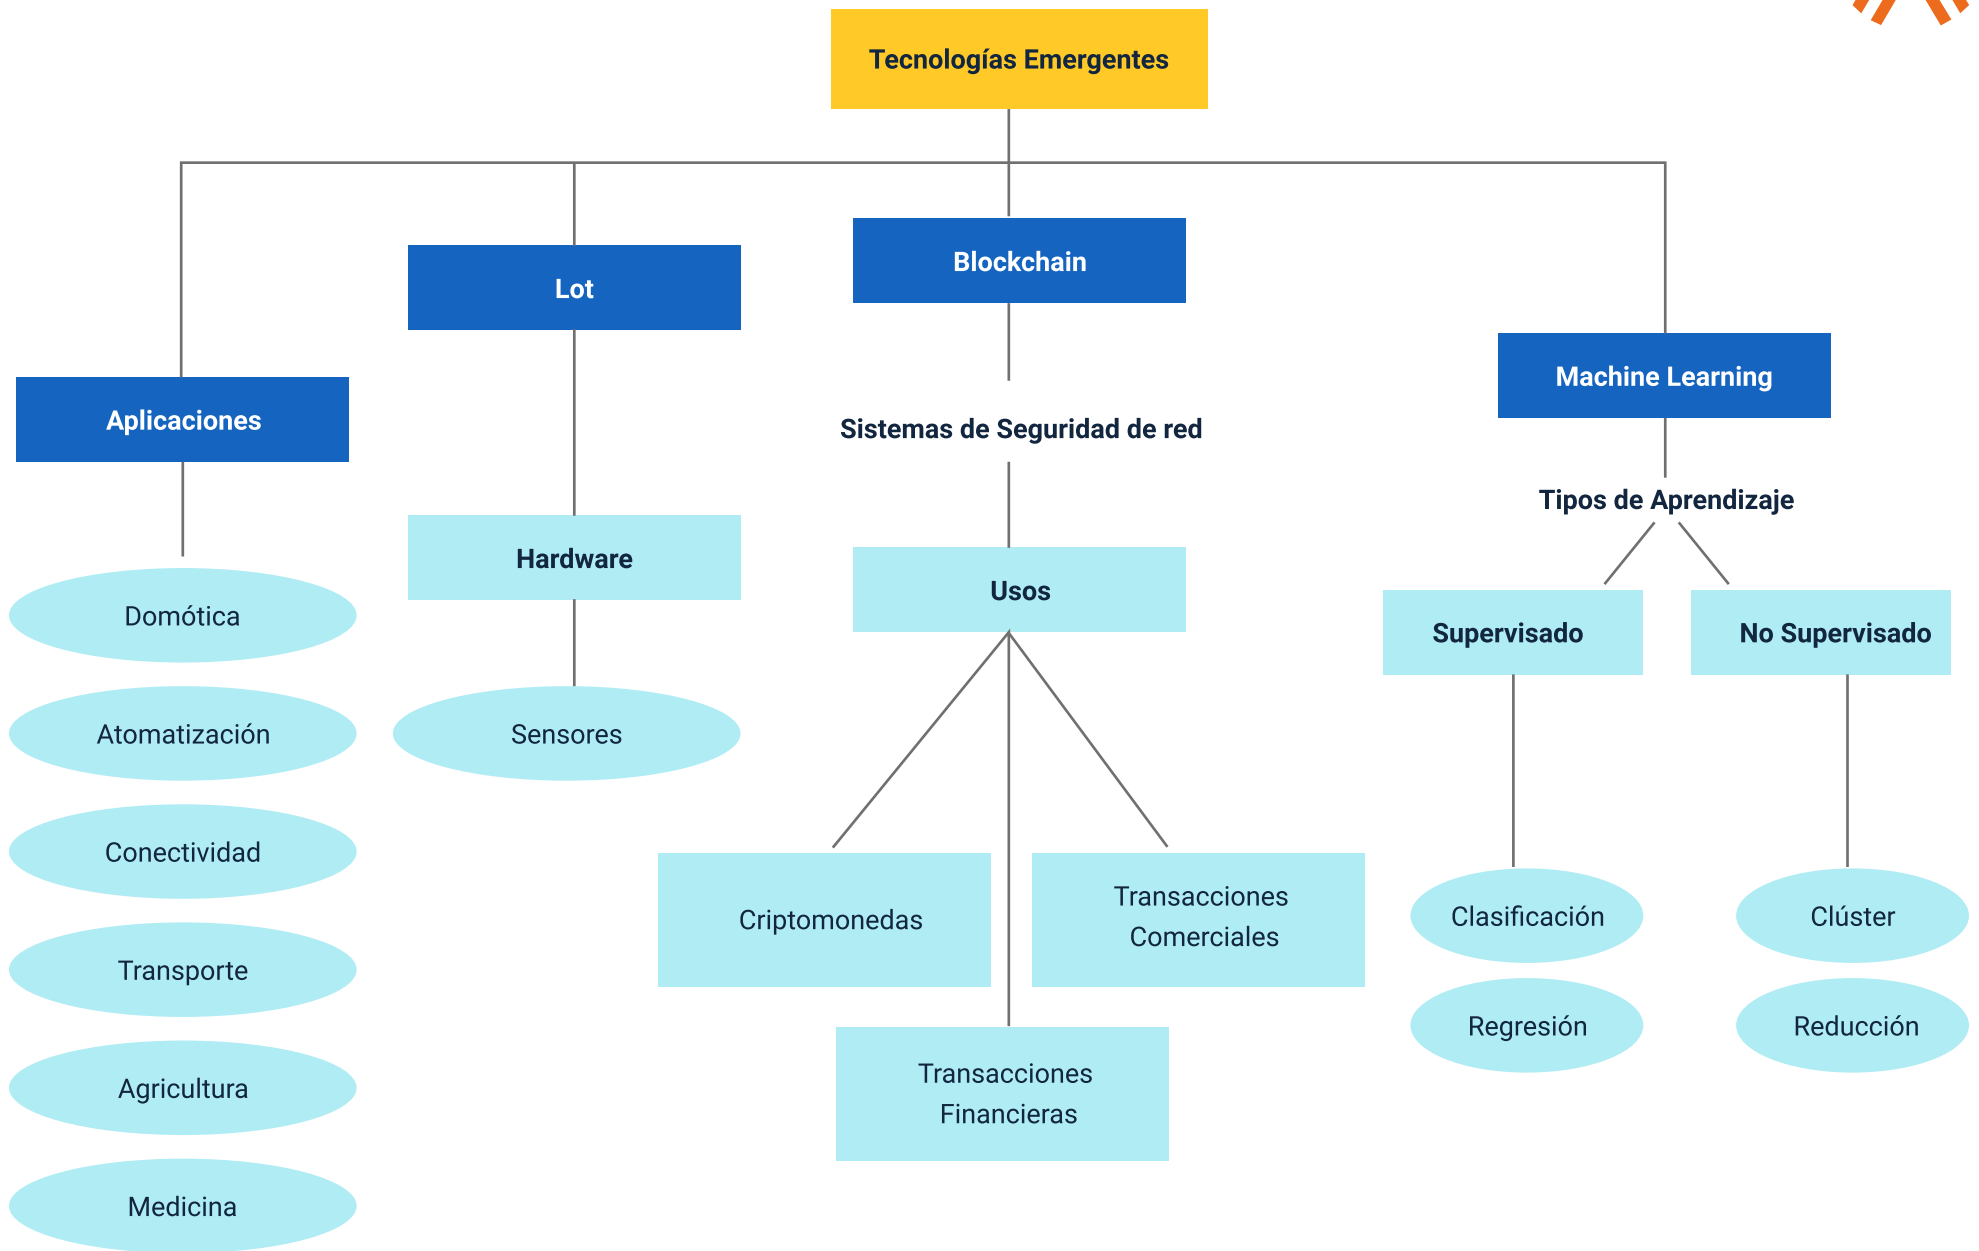 Tecnologías Emergentes
Aplicaciones
Domótica
Atomatización
Conectividad
Transporte
Agricultura
Medicina
Lot
Hardware
Sensores
Blockchain
Sistemas de Seguridad de red
Usos
Criptomonedas
Transacciones
Comerciales
Transacciones
Financieras
Machine Learning
Tipos de Aprendizaje
Supervisado
Clasificación
Regresión
No Supervisado
Clúster
Reducción